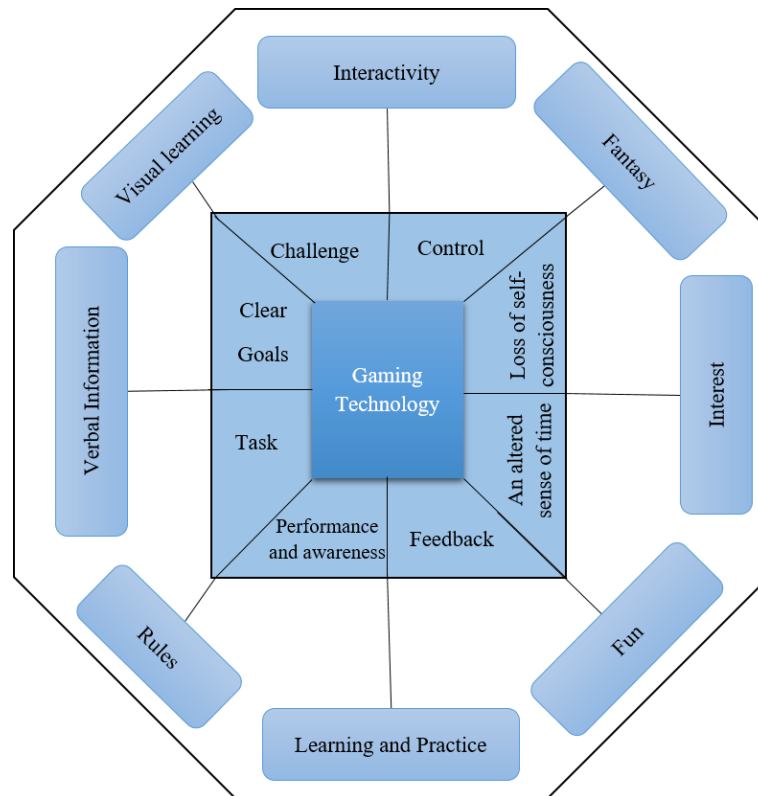 Interactivity
Visual learning
Fantasy
Challenge
Control
Clear
Goals
Loss of self-
consciousness
Verbal Information
Gaming
Technology
Interest
Task
An altered
sense of time
Performance
and awareness
Feedback
Rules
Fun
Learning and Practice